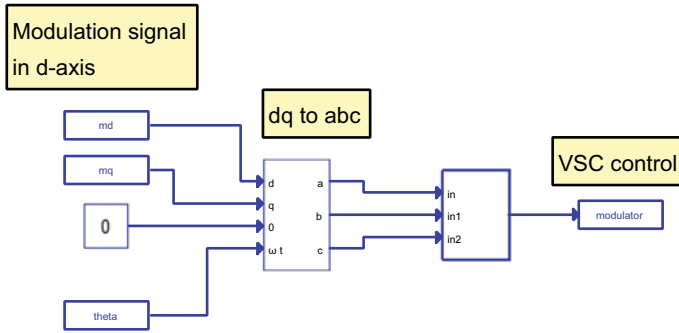 Modulation signal
in d-axis
md
dq to abc
mq
VSC control
d
a
q
in
b
in1
modulator
0
0
in2
ω t
c
theta